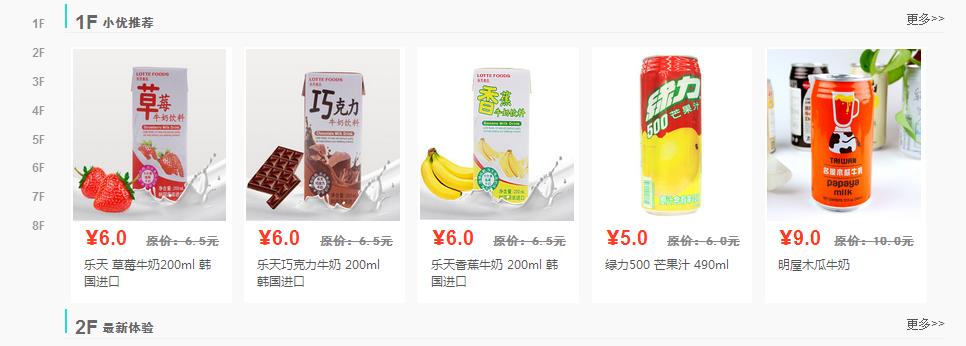 1F
2F
3F
4F
5F
6F
7F
8F
1F 小优推荐
更多>>
LOTTE FOODS
草莓
牛奶饮料
Strawberry Milk Drink
LOTTE FOODS
巧克力
牛奶饮料
Chocolate Milk Drink
LOTTE FOODS
香蕉
牛奶饮料
Banana Milk Drink
绿力
500 芒果汁
TAIWAN
名屋木瓜牛奶
papaya
milk
¥6.0 原价：6.5元
乐天 草莓牛奶200ml 韩
国进口
¥6.0 原价：6.5元
乐天巧克力牛奶 200ml
韩国进口
¥6.0 原价：6.5元
乐天香蕉牛奶 200ml 韩
国进口
¥5.0 原价：6.0元
绿力500 芒果汁 490ml
¥9.0 原价：10.0元
明屋木瓜牛奶
2F 最新体验
更多>>